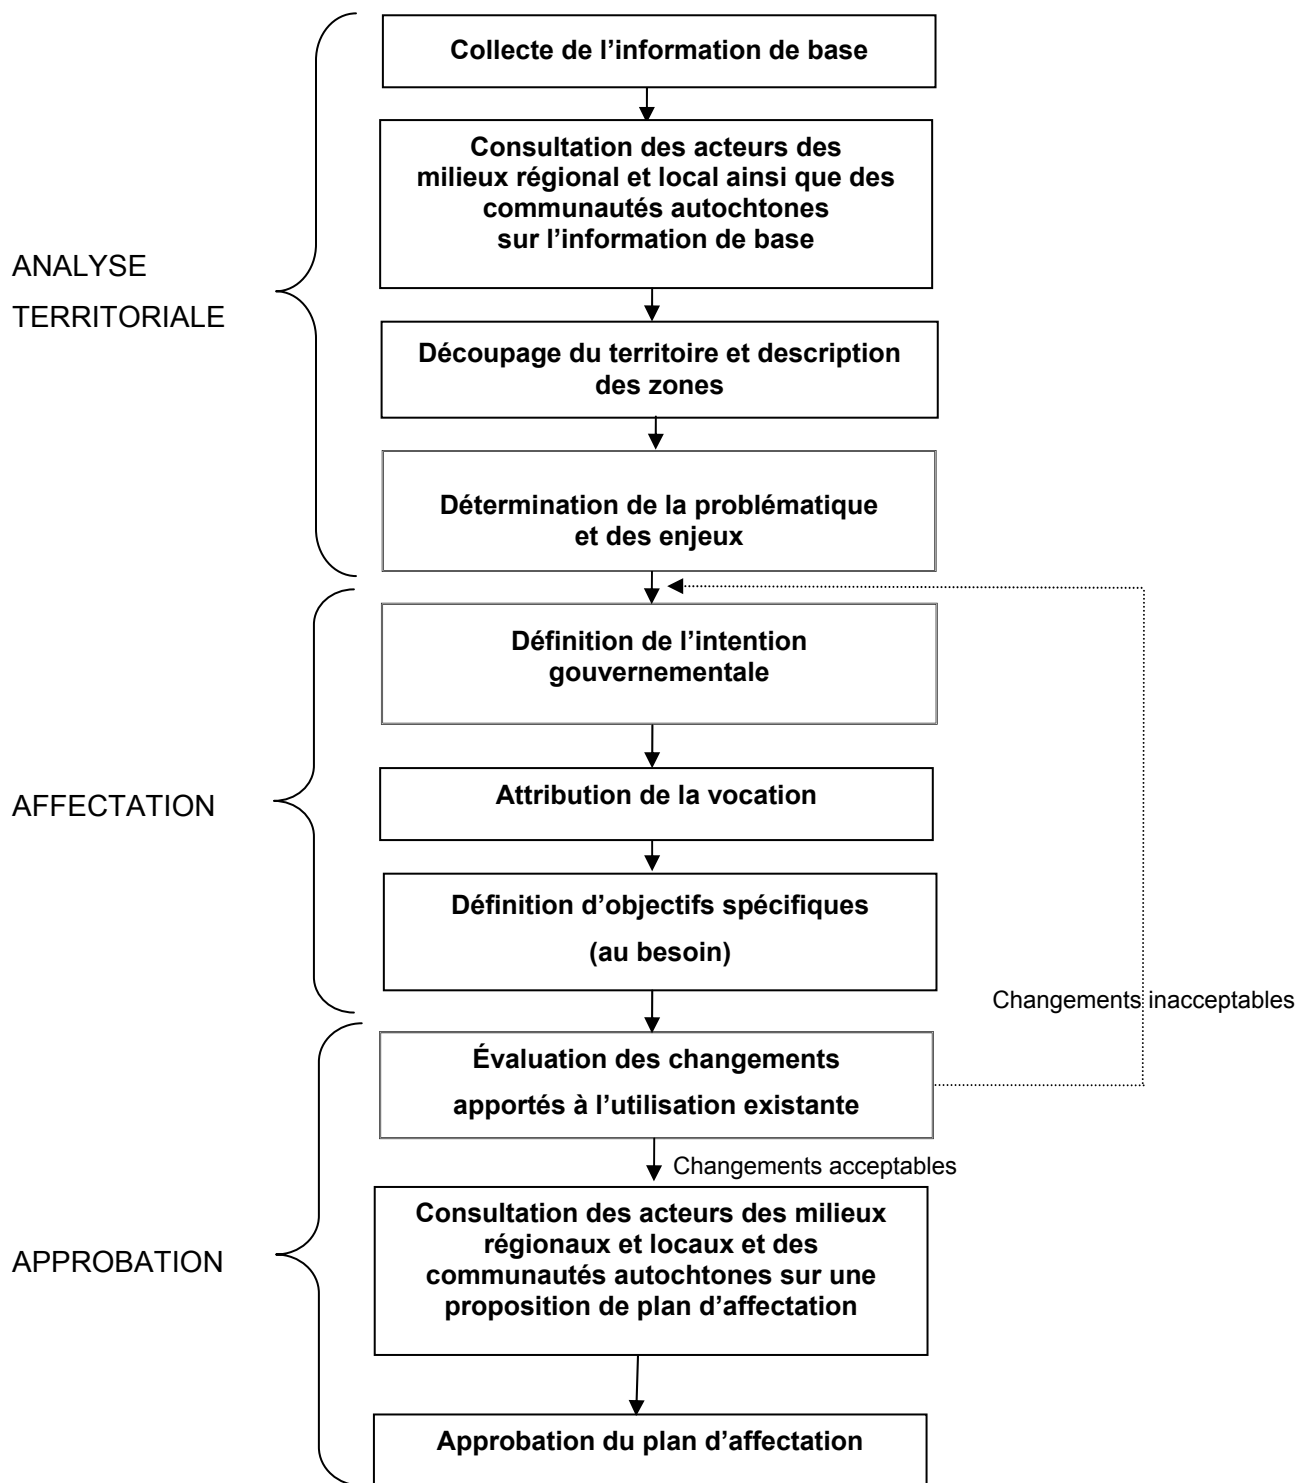 Collecte de l’information de base
Consultation des acteurs des
milieux régional et local ainsi que des
communautés autochtones
sur l’information de base
ANALYSE
TERRITORIALE
Découpage du territoire et description
des zones
Détermination de la problématique
et des enjeux
Définition de l’intention
gouvernementale
AFFECTATION
Attribution de la vocation
Définition d’objectifs spécifiques
(au besoin)
Changements inacceptables
Évaluation des changements
apportés à l’utilisation existante
Changements acceptables
APPROBATION
Consultation des acteurs des milieux
régionaux et locaux et des
communautés autochtones sur une
proposition de plan d’affectation
Approbation du plan d’affectation